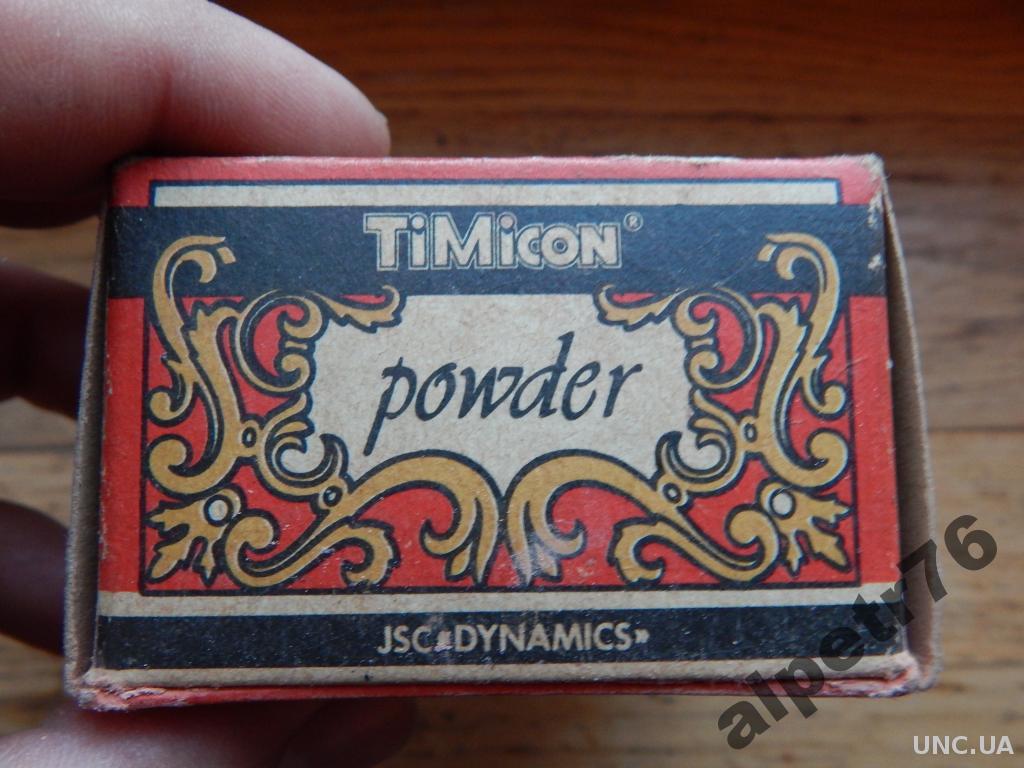 TiMicon®
powder
JSC«DYNAMICS»
alpetr76
UNC.UA